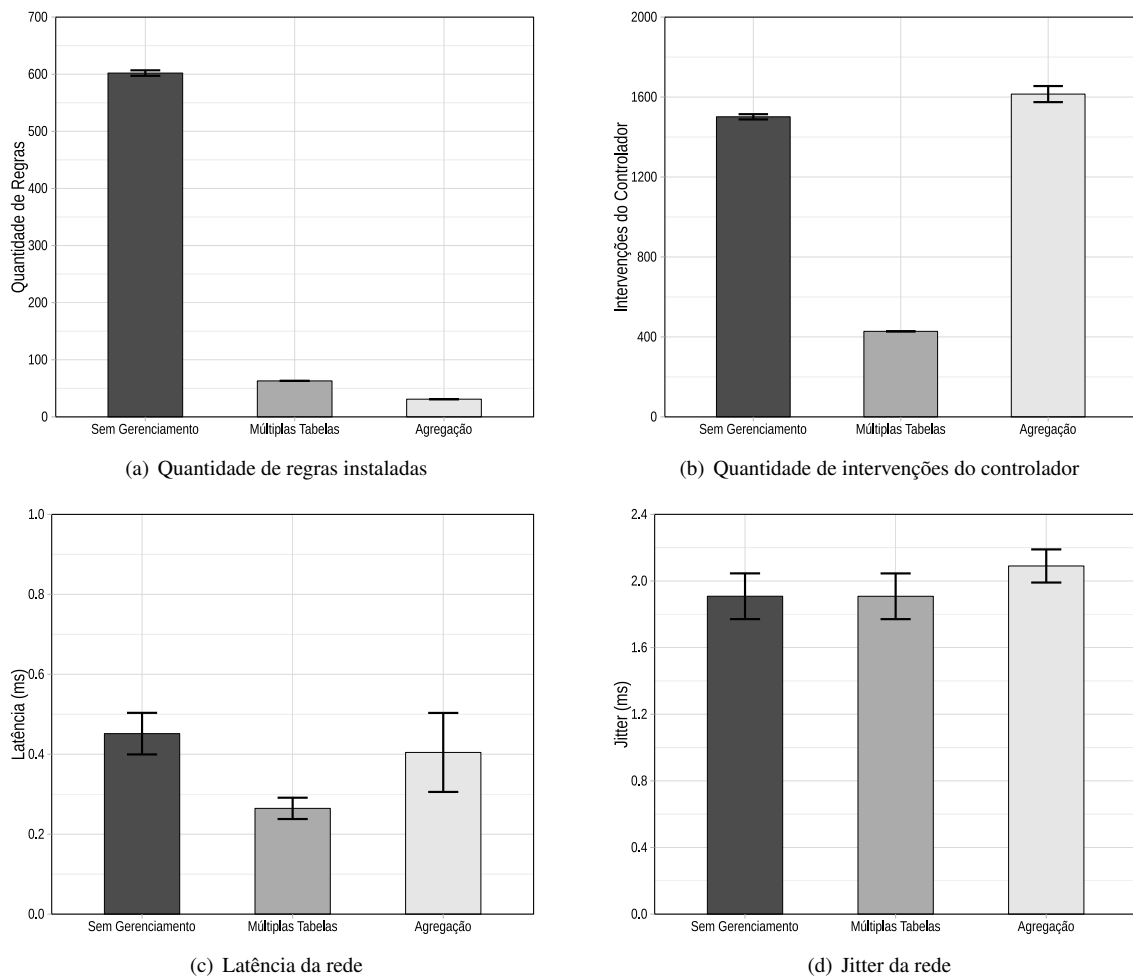 700
600
500
400
300
200
100
0
Quantidade de Regras
Sem Gerenciamento
Múltiplas Tabelas
Agregação
(a) Quantidade de regras instaladas
2000
1600
1200
800
400
0
Intervenções do Controlador
Sem Gerenciamento
Múltiplas Tabelas
Agregação
(b) Quantidade de intervenções do controlador
1.0
0.8
0.6
0.4
0.2
0.0
Latência (ms)
Sem Gerenciamento
Múltiplas Tabelas
Agregação
(c) Latência da rede
2.4
2.0
1.6
1.2
0.8
0.4
0.0
Jitter (ms)
Sem Gerenciamento
Múltiplas Tabelas
Agregação
(d) Jitter da rede